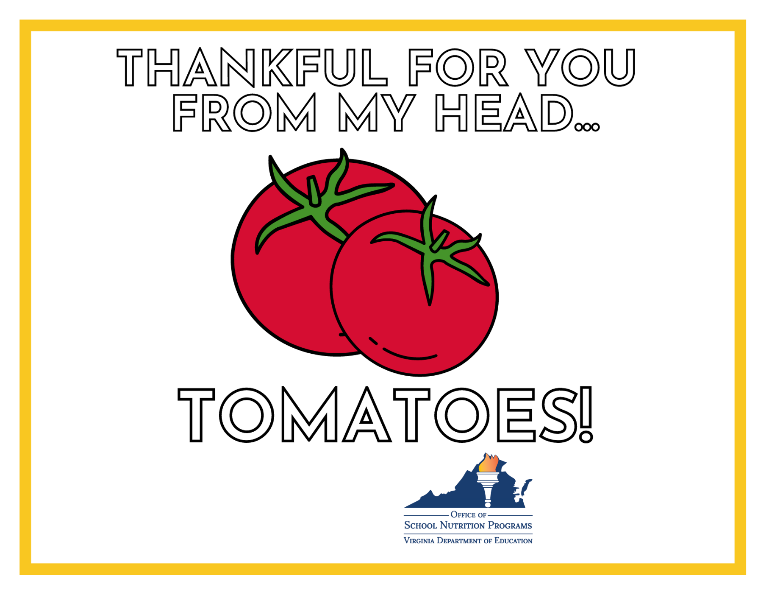 THANKFUL FOR YOU
FROM MY HEAD...
TOMATOES!
OFFICE OF
SCHOOL NUTRITION PROGRAMS
VIRGINIA DEPARTMENT OF EDUCATION